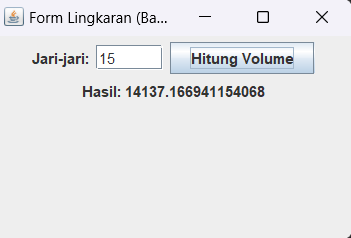 Form Lingkaran (Ba...
Jari-jari: 15 Hitung Volume
Hasil: 14137.166941154068